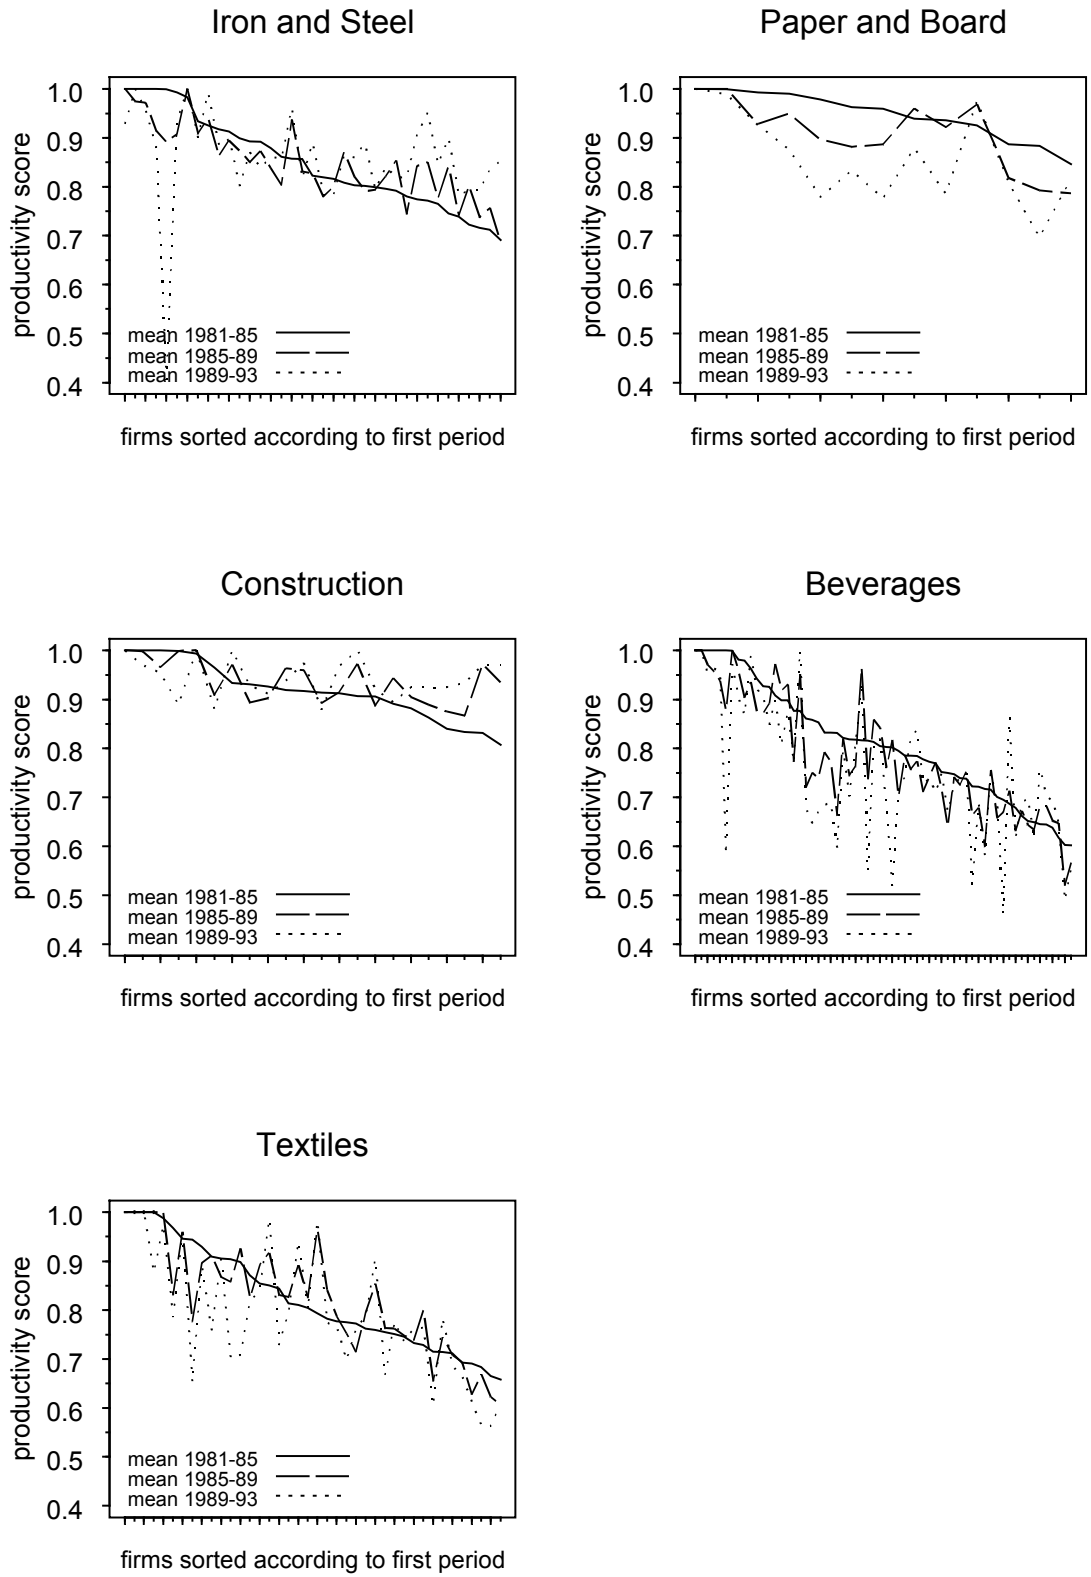 Iron and Steel
productivity score
1.0
0.9
0.8
0.7
0.6
0.5
0.4
mean 1981-85
mean 1985-89
mean 1989-93
firms sorted according to first period
Paper and Board
productivity score
1.0
0.9
0.8
0.7
0.6
0.5
0.4
mean 1981-85
mean 1985-89
mean 1989-93
firms sorted according to first period
Construction
productivity score
1.0
0.9
0.8
0.7
0.6
0.5
0.4
mean 1981-85
mean 1985-89
mean 1989-93
firms sorted according to first period
Beverages
productivity score
1.0
0.9
0.8
0.7
0.6
0.5
0.4
mean 1981-85
mean 1985-89
mean 1989-93
firms sorted according to first period
Textiles
productivity score
1.0
0.9
0.8
0.7
0.6
0.5
0.4
mean 1981-85
mean 1985-89
mean 1989-93
firms sorted according to first period